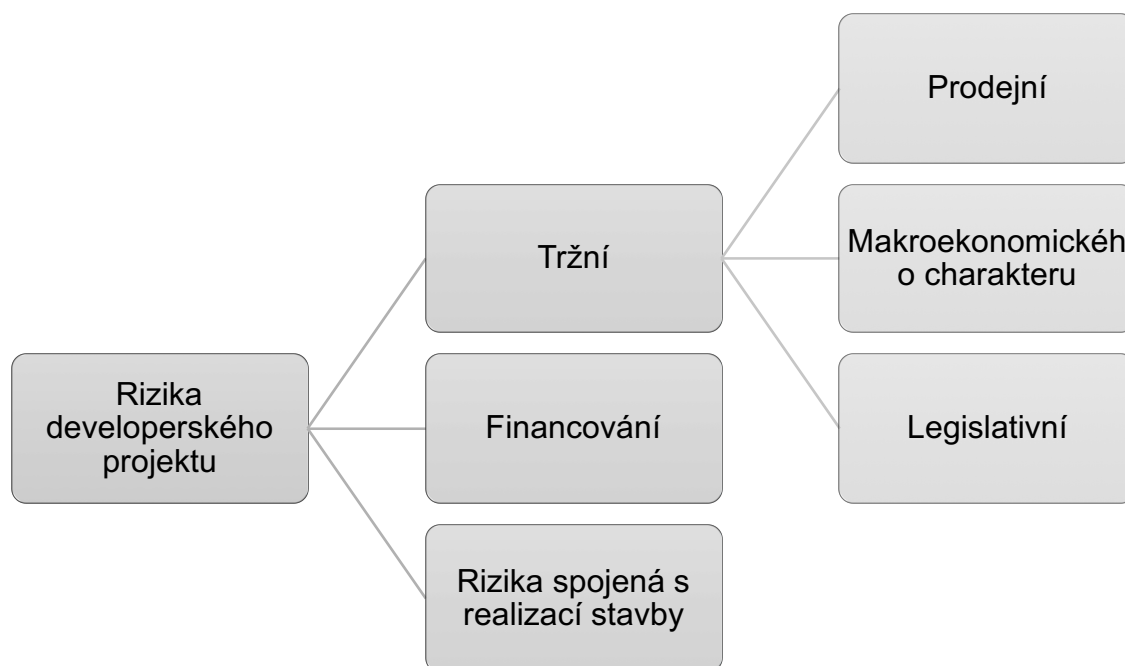 Rizika
developerského
projektu
Tržní
Financování
Rizika spojená s
realizací stavby
Prodejní
Makroekonomickéh
o charakteru
Legislativní